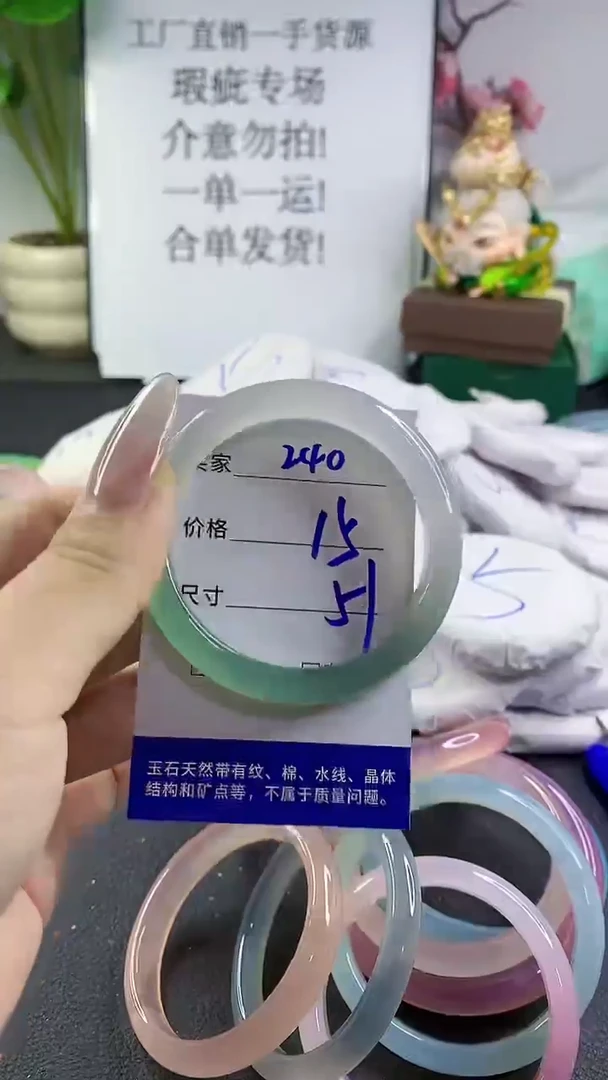 工厂直销一手货源
瑕疵专场
介意勿拍!
一单一运!
合单发货!
家 240
价格 15
尺寸 51
玉石天然带有纹、棉、水线、晶体
结构和矿点等，不属于质量问题。
5